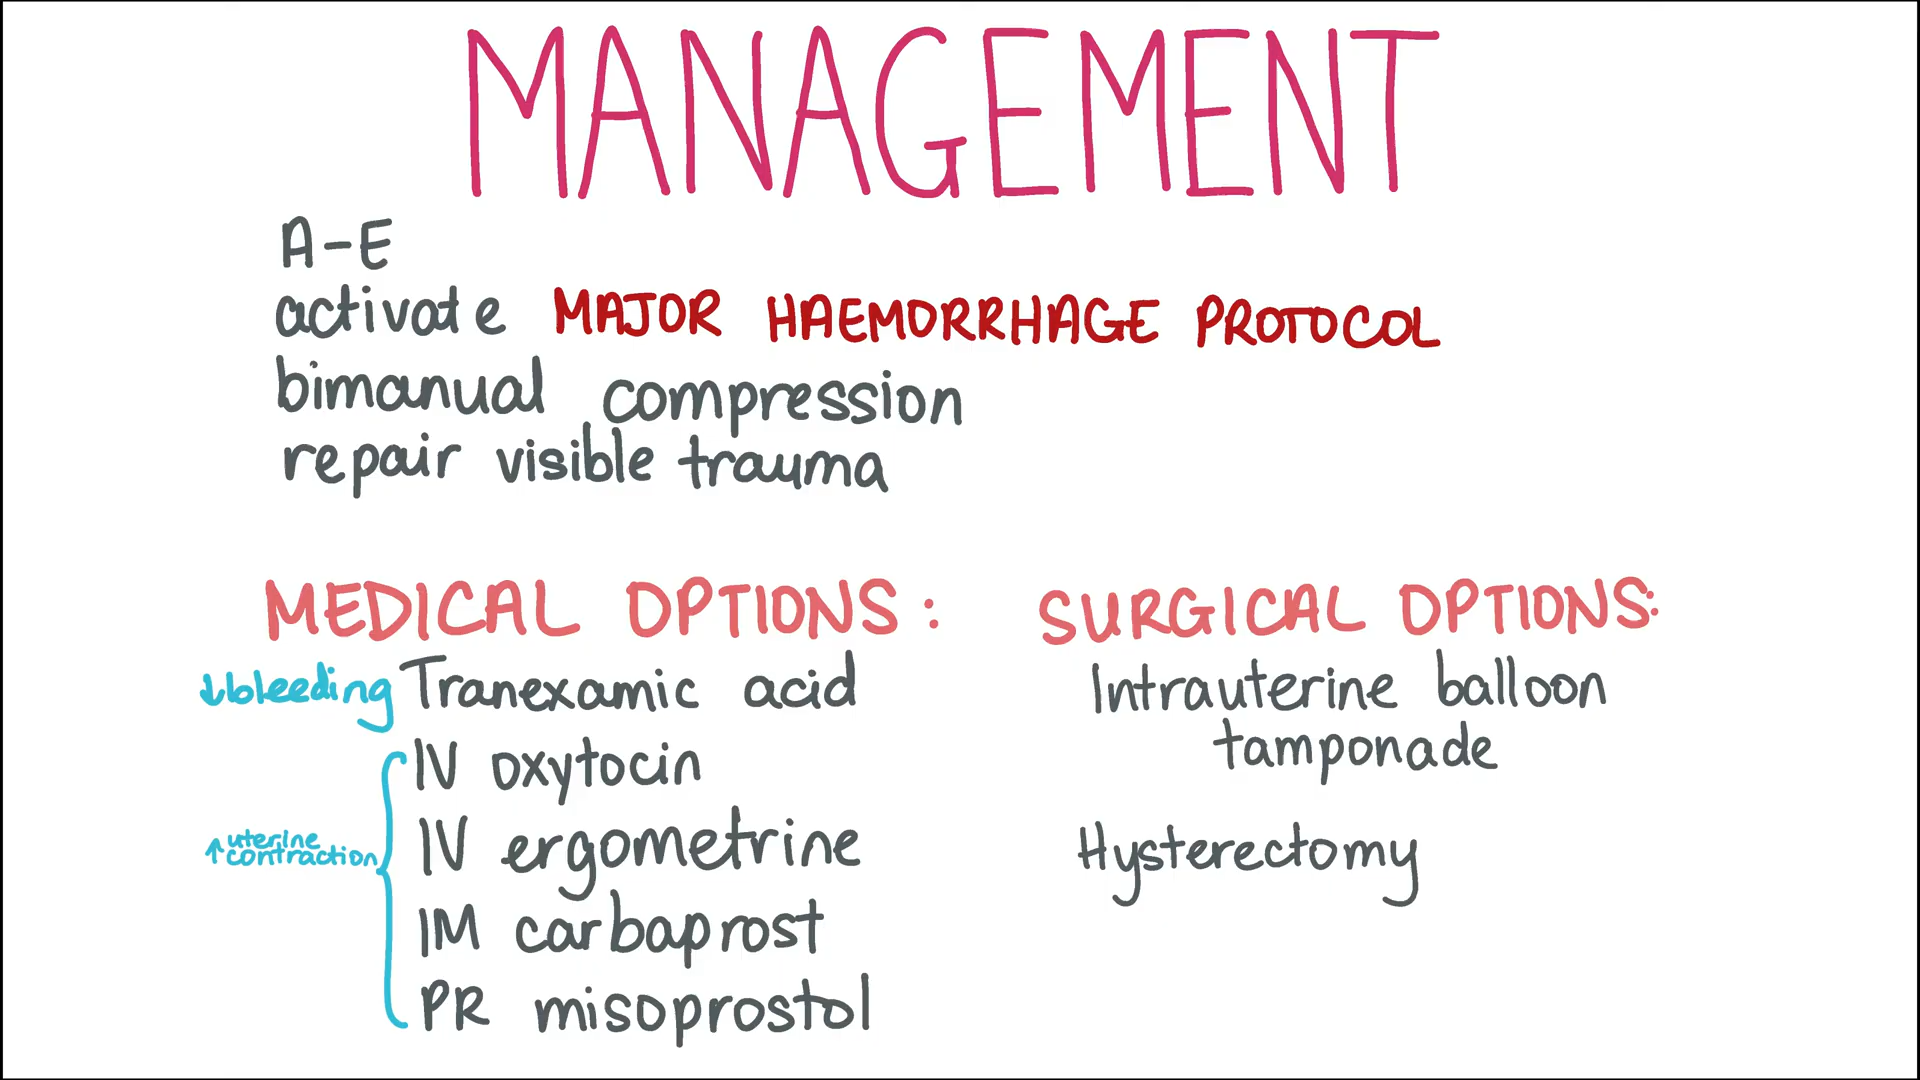 MANAGEMENT
A-E
activate MAJOR HAEMORRHAGE PROTOCOL
bimanual compression
repair visible trauma
MEDICAL OPTIONS:
↓bleeding Tranexamic acid
IV oxytocin
↑uterine contraction
IV ergometrine
IM carbaprost
PR misoprostol
SURGICAL OPTIONS:
Intrauterine balloon
tamponade
Hysterectomy